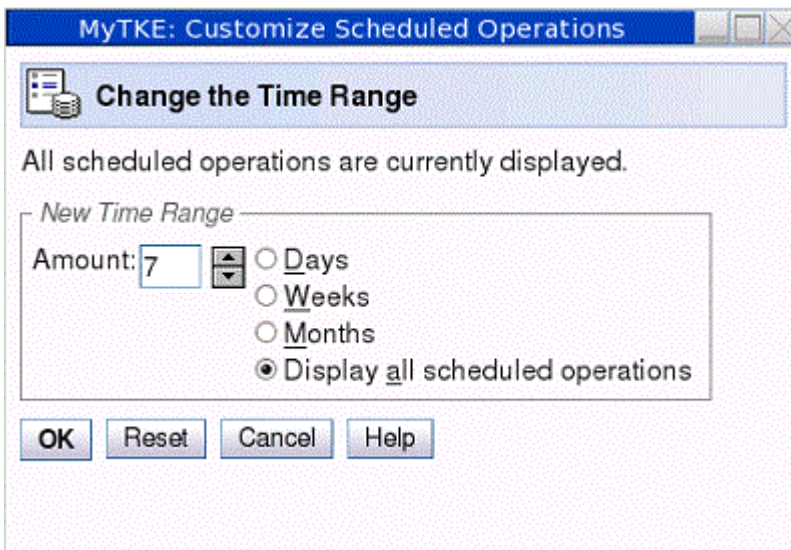 MyTKE: Customize Scheduled Operations
Change the Time Range
All scheduled operations are currently displayed.
New Time Range
Amount: 7
Days
Weeks
Months
Display all scheduled operations
OK Reset Cancel Help